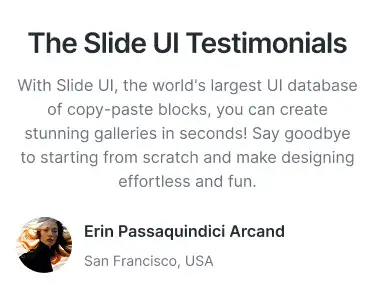 The Slide UI Testimonials
With Slide UI, the world's largest UI database
of copy-paste blocks, you can create
stunning galleries in seconds! Say goodbye
to starting from scratch and make designing
effortless and fun.
Erin Passaquindici Arcand
San Francisco, USA